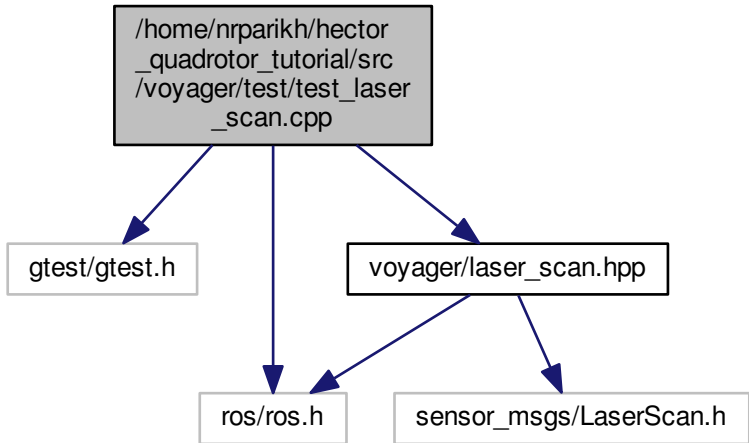 /home/nrparikh/hector
_quadrotor_tutorial/src
/voyager/test/test_laser
_scan.cpp
gtest/gtest.h
voyager/laser_scan.hpp
ros/ros.h
sensor_msgs/LaserScan.h